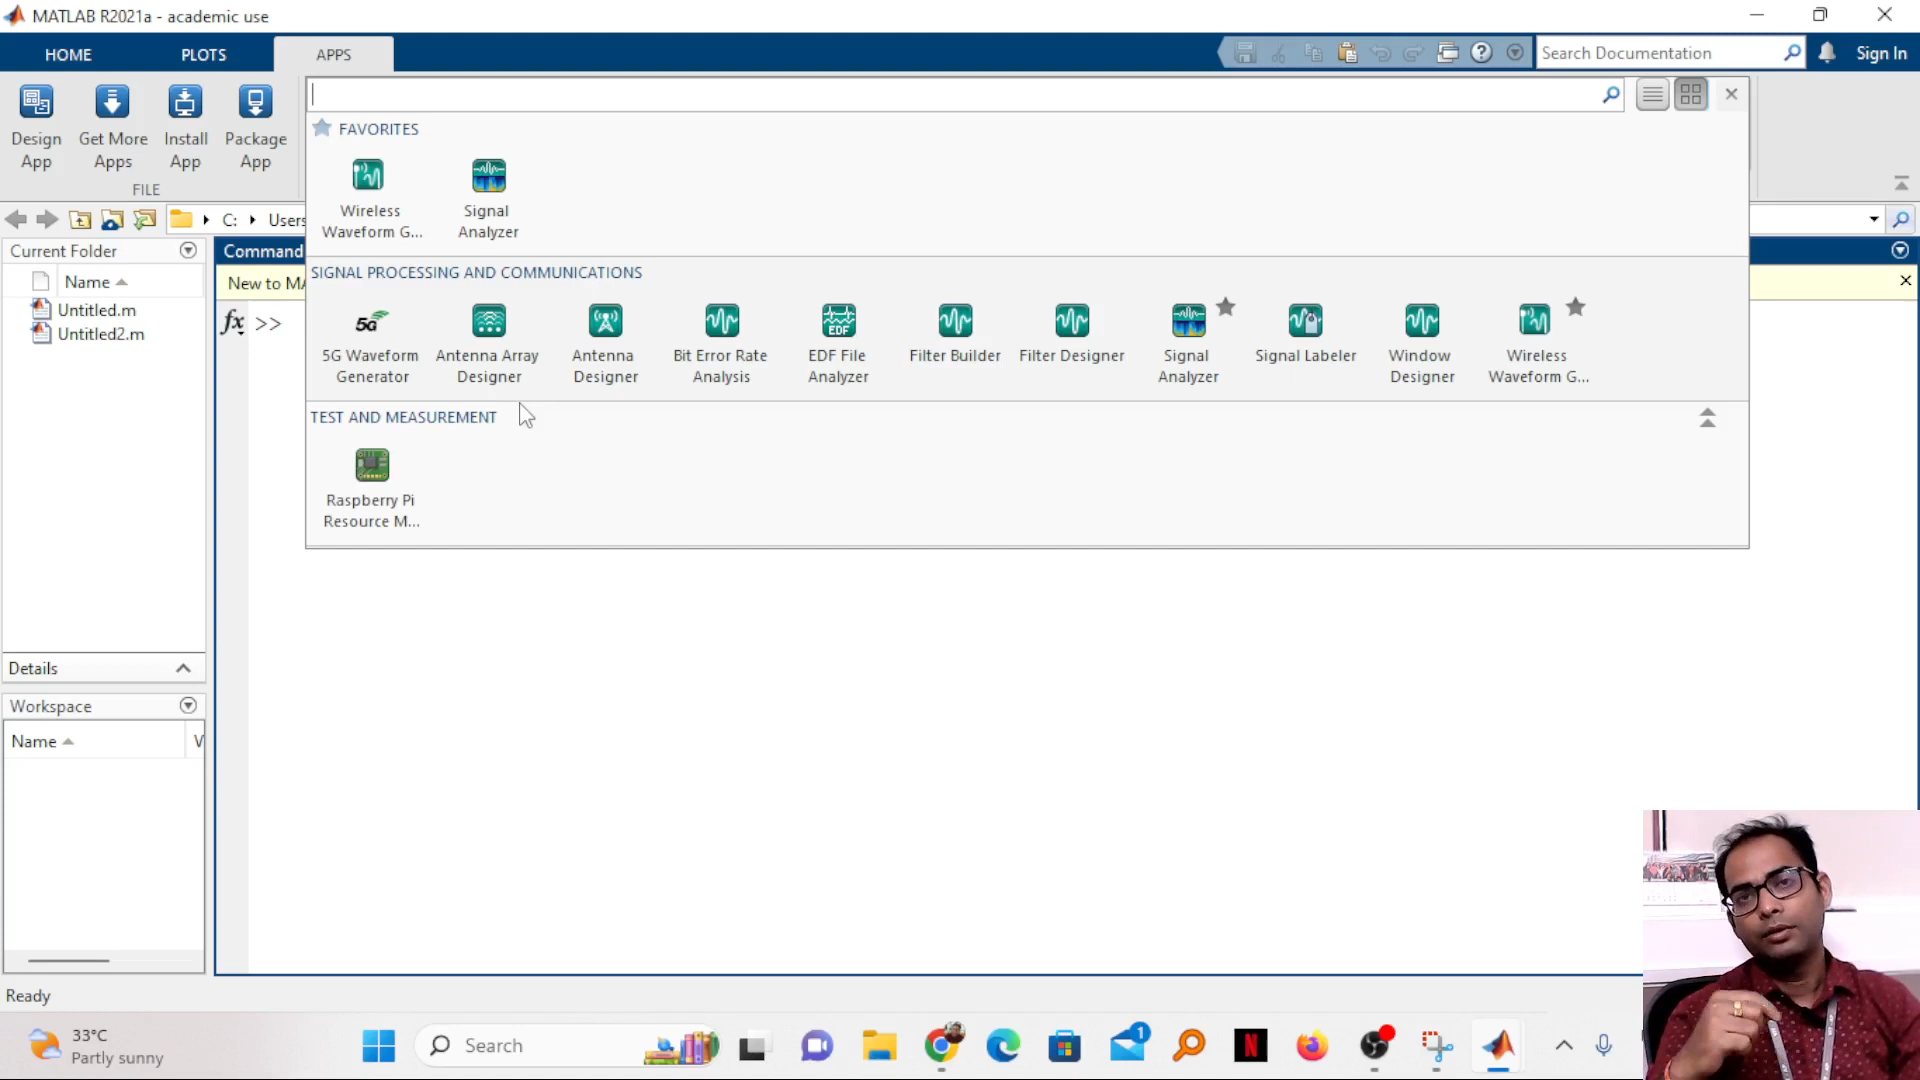 MATLAB R2021a - academic use
HOME
PLOTS
APPS
Search Documentation
Sign In
Design
App
Get More
Apps
Install
App
Package
App
FILE
FAVORITES
Wireless
Waveform G...
Signal
Analyzer
SIGNAL PROCESSING AND COMMUNICATIONS
5G
5G Waveform
Generator
Antenna Array
Designer
Antenna
Designer
Bit Error Rate
Analysis
EDF
EDF File
Analyzer
Filter Builder
Filter Designer
Signal
Analyzer
Signal Labeler
Window
Designer
Wireless
Waveform G...
TEST AND MEASUREMENT
Raspberry Pi
Resource M...
C:
Users
Current Folder
Name
Untitled.m
Untitled2.m
Command
New to MA
fx >>
Details
Workspace
Name
V
Ready
33°C
Partly sunny
Search
1
N